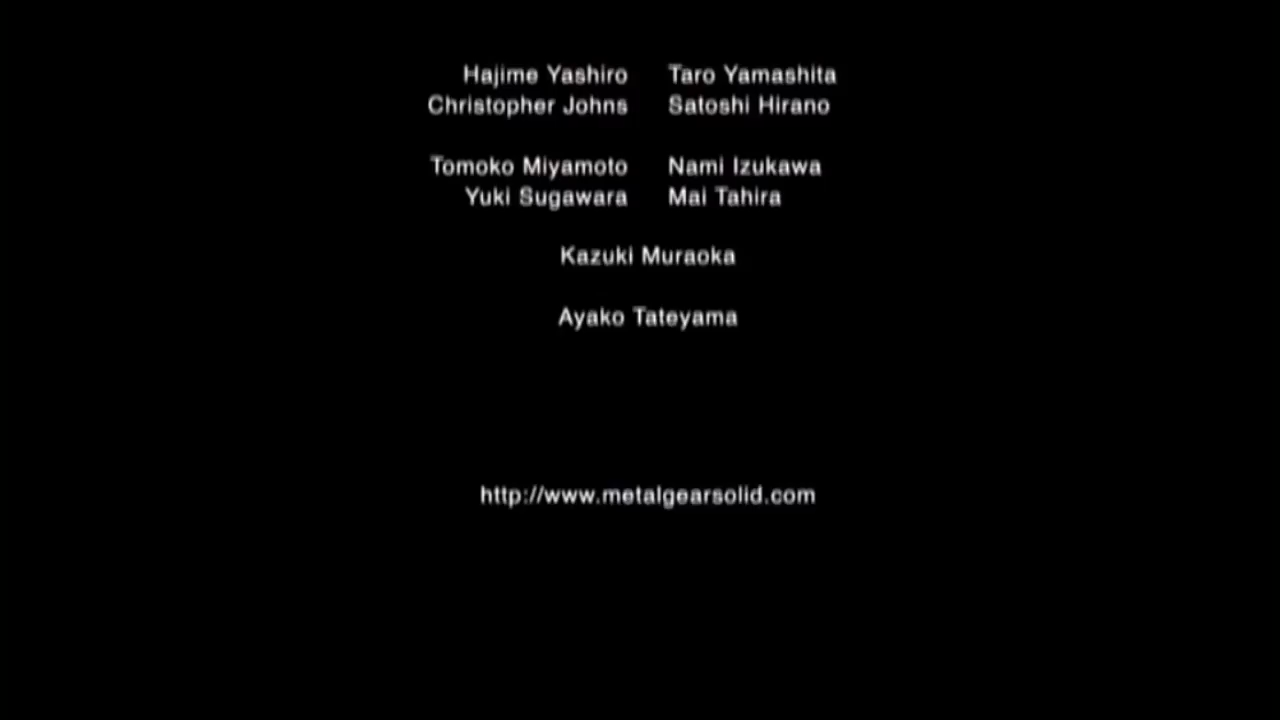 Hajime Yashiro Taro Yamashita
Christopher Johns Satoshi Hirano
Tomoko Miyamoto Nami Izukawa
Yuki Sugawara Mai Tahira
Kazuki Muraoka
Ayako Tateyama
http://www.metalgearsolid.com